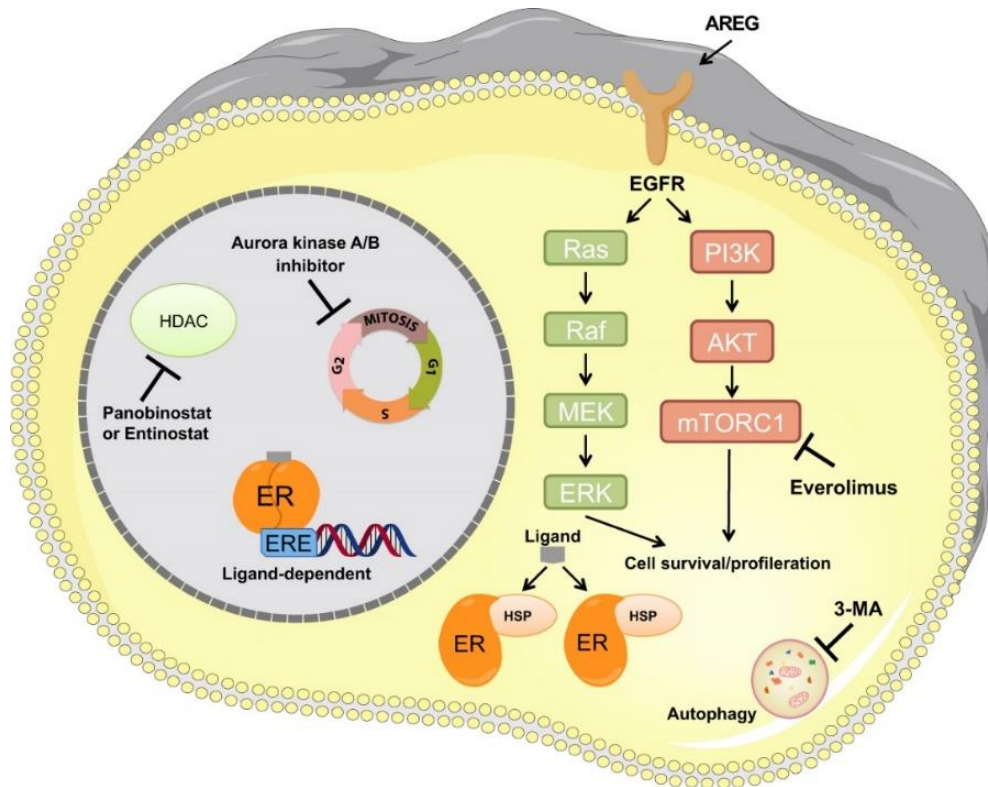 AREG
EGFR
Ras
PI3K
Raf
AKT
MEK
mTORC1
ERK
Everolimus
Cell survival/profileration
Aurora kinase A/B
inhibitor
HDAC
Panobinostat
or Entinostat
MITOSIS
G1
S
G2
ER
ERE
Ligand-dependent
Ligand
HSP
ER
HSP
ER
3-MA
Autophagy